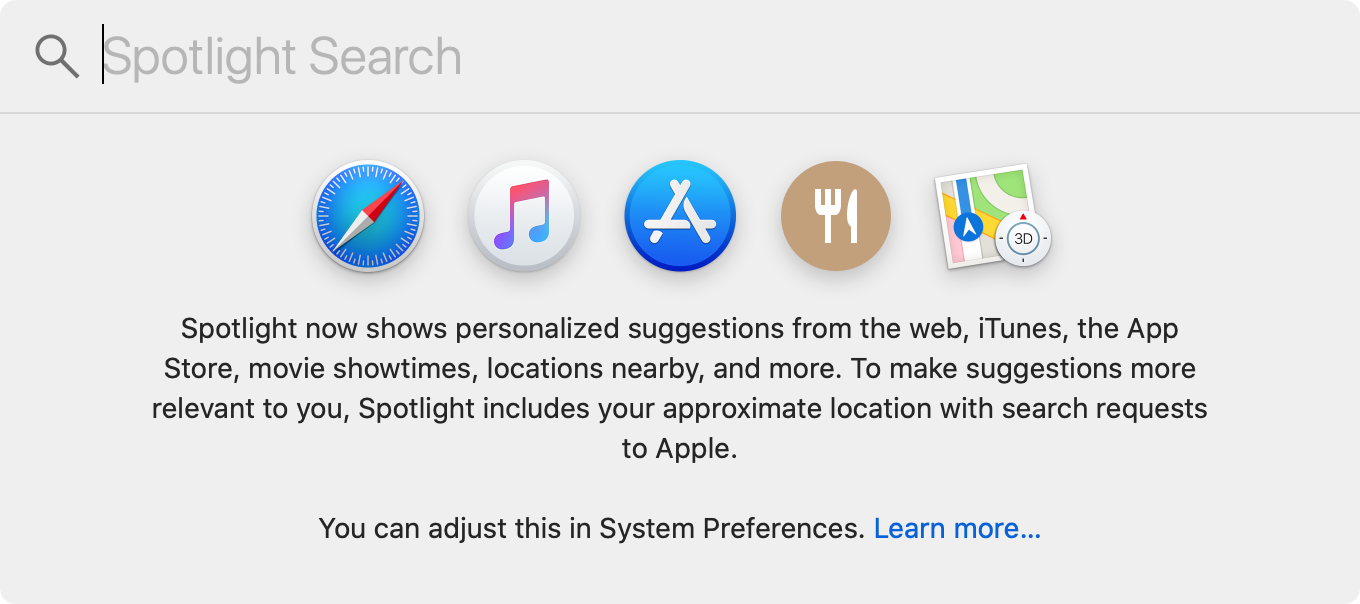 Spotlight Search
3D
Spotlight now shows personalized suggestions from the web, iTunes, the App
Store, movie showtimes, locations nearby, and more. To make suggestions more
relevant to you, Spotlight includes your approximate location with search requests
to Apple.
You can adjust this in System Preferences. Learn more...